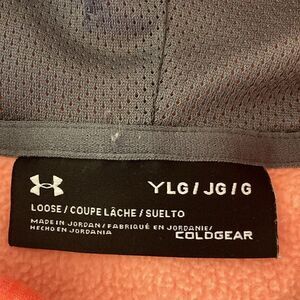 YLG / JG / G
LOOSE / COUPE LÂCHE / SUELTO
MADE IN JORDAN / FABRIQUÉ EN JORDANIE /
HECHO EN JORDANIA
COLDGEAR